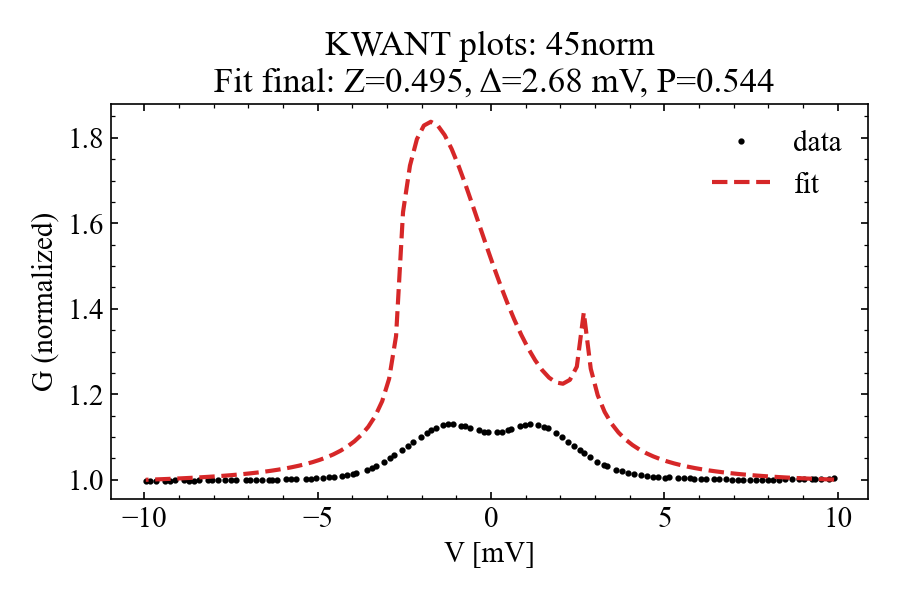 KWANT plots: 45norm
Fit final: Z=0.495, Δ=2.68 mV, P=0.544
G (normalized)
1.8
1.6
1.4
1.2
1.0
data
fit
−10
−5
0
5
10
V [mV]